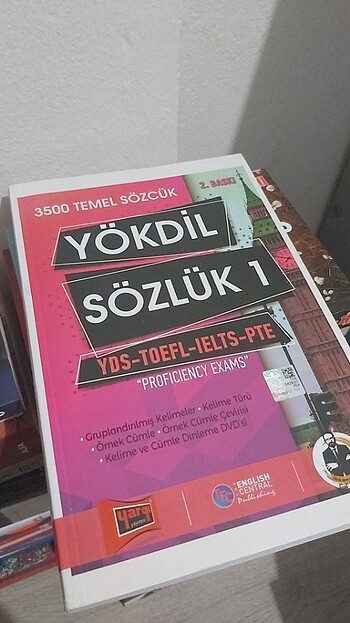 3500 TEMEL SÖZCÜK
2. BASKI
YÖKDİL
SÖZLÜK 1
YDS-TOEFL-IELTS-PTE
"PROFICIENCY EXAMS"
• Gruplandırılmış Kelimeler • Kelime Türü
• Örnek Cümle • Örnek Cümle Çevirisi
• Kelime ve Cümle Dinleme DVD'si
yargı
YAYINEVİ
ENGLISH
CENTRAL
Publishing